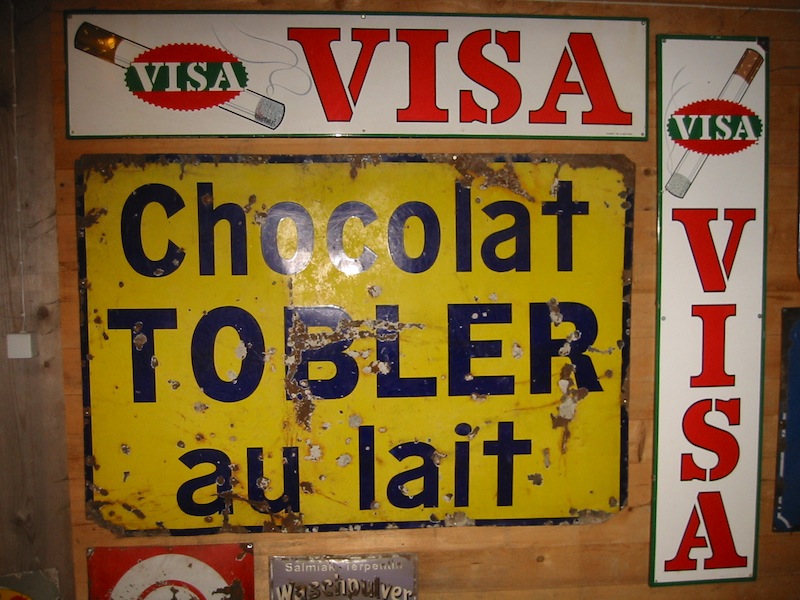 VISA VISA
VISA
Chocolat
TOBLER
au lait
VISA
Salmiak-Terpentin
Waschpulver